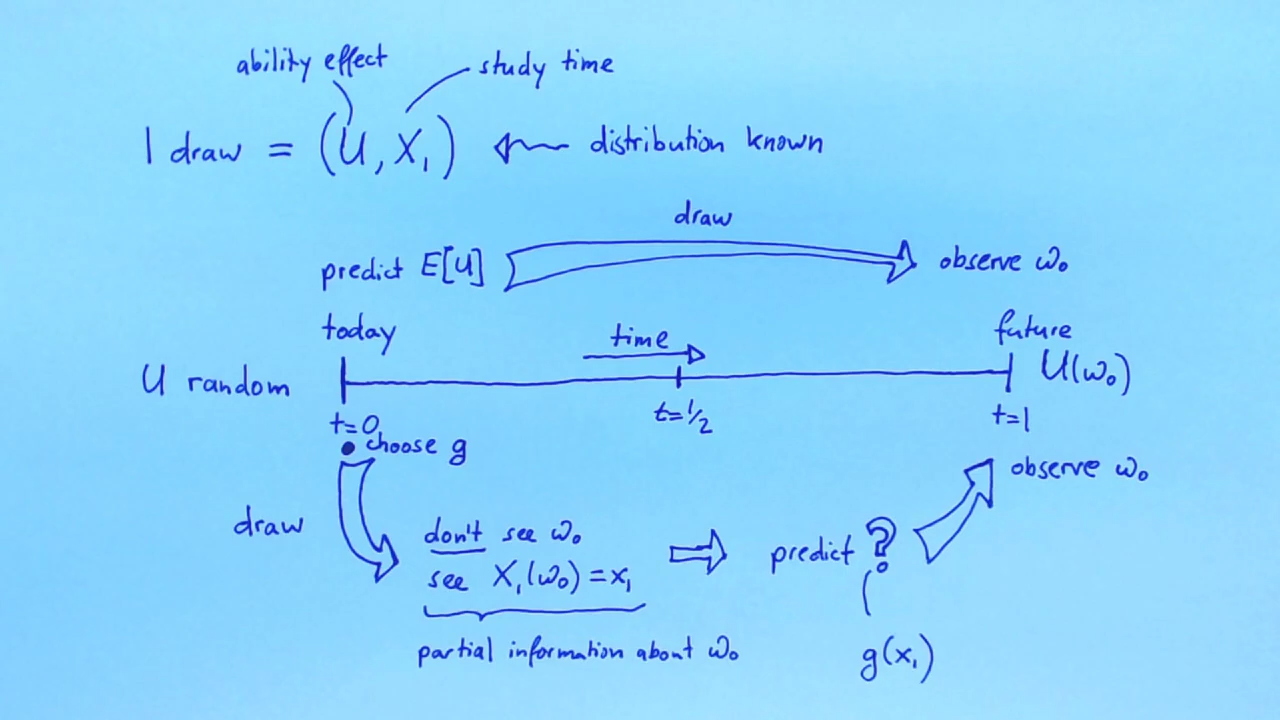 ability effect
study time
1 draw = (U, X₁) distribution known
draw
predict E[U] observe ω₀
today time future
U random U(ω₀)
t=0 t=1/2 t=1
• choose g
observe ω₀
draw
don't see ω₀
see X₁(ω₀) = x₁
predict ?
partial information about ω₀
g(x₁)